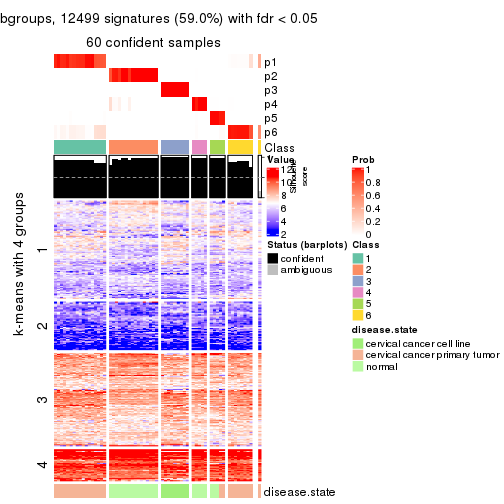 bgroups, 12499 signatures (59.0%) with fdr < 0.05
60 confident samples
p1
p2
p3
p4
p5
p6
Class
Silhouette
score
k-means with 4 groups
1
2
3
4
disease.state
Value
12
10
8
6
4
2
Status (barplots)
confident
ambiguous
Prob
1
0.8
0.6
0.4
0.2
0
Class
1
2
3
4
5
6
disease.state
cervical cancer cell line
cervical cancer primary tumor
normal